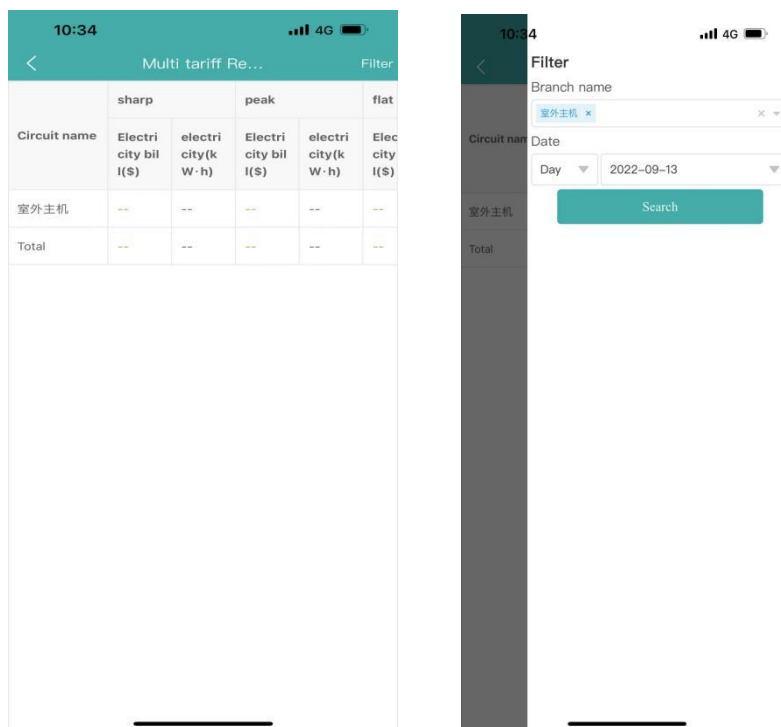 10:34
4G
Multi tariff Re...
Filter
Circuit name
sharp
peak
flat
Electri
city bil
l($)
electri
city(k
W·h)
Electri
city bil
l($)
electri
city(k
W·h)
Elec
city
l($)
室外主机
--
--
--
--
--
Total
--
--
--
--
--
10:34
4G
Filter
Branch name
室外主机 ×
×
Circuit nam
Date
Day
2022-09-13
Search
室外主机
Total